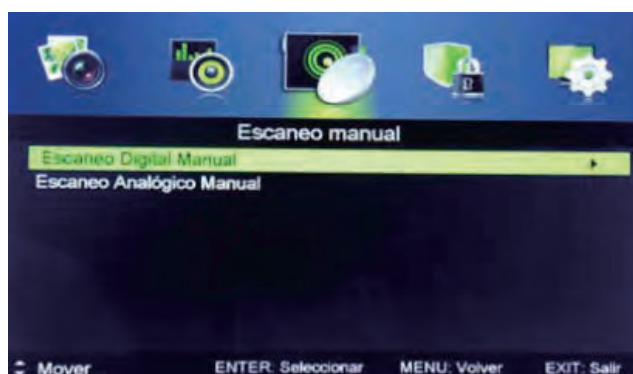 Escaneo manual
Escaneo Digital Manual
Escaneo Analógico Manual
Mover ENTER: Seleccionar MENU: Volver EXIT: Salir